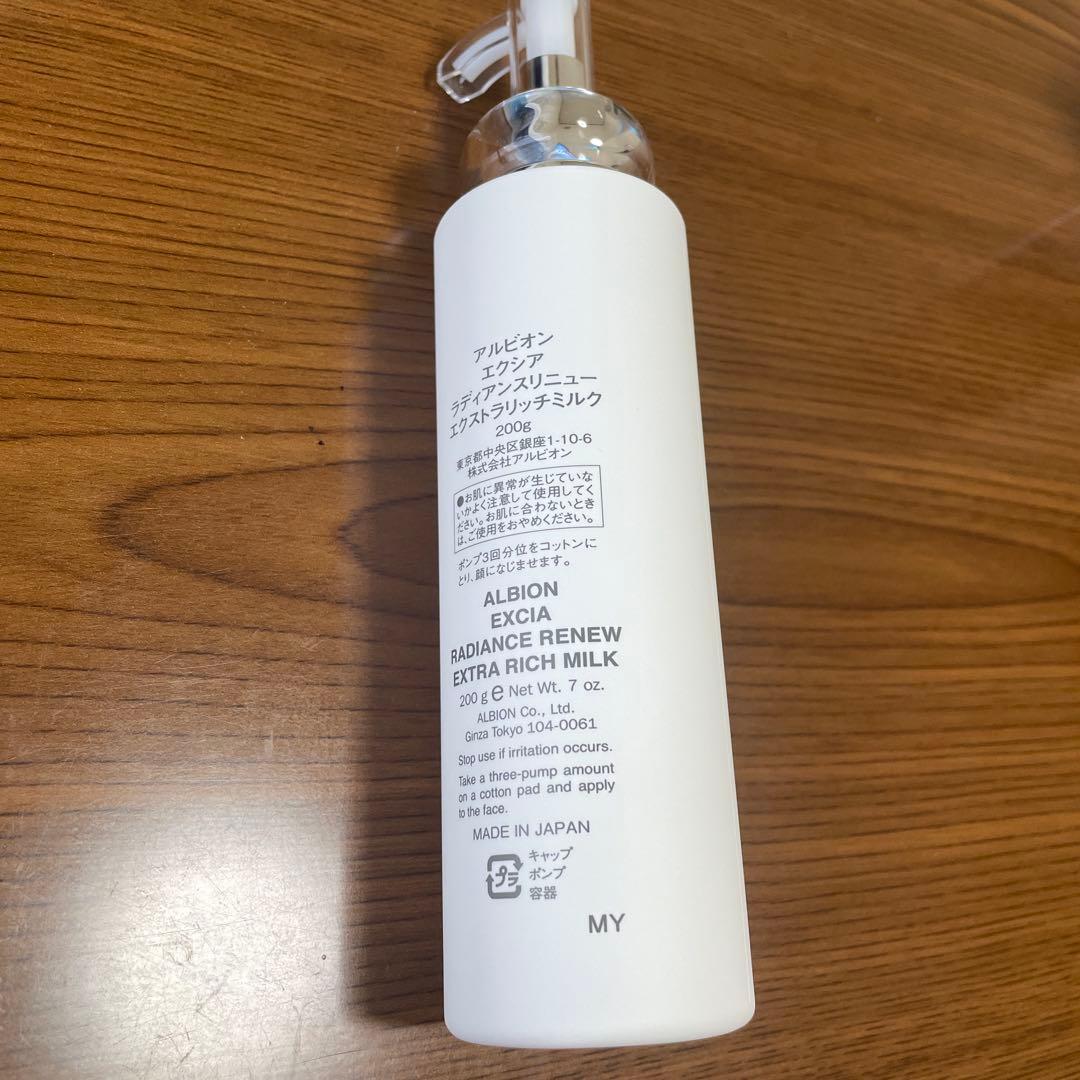 アルビオン
エクシア
ラディアンスリニュー
エクストラリッチミルク
200g
東京都中央区銀座1-10-6
株式会社アルビオン
●お肌に異常が生じていな
いかよく注意して使用してく
ださい。お肌に合わないとき
は、ご使用をおやめください。
ポンプ3回分位をコットンに
とり、顔になじませます。
ALBION
EXCIA
RADIANCE RENEW
EXTRA RICH MILK
200 g e Net Wt. 7 oz.
ALBION Co., Ltd.
Ginza Tokyo 104-0061
Stop use if irritation occurs.
Take a three-pump amount
on a cotton pad and apply
to the face.
MADE IN JAPAN
プラ
キャップ
ポンプ
容器
MY